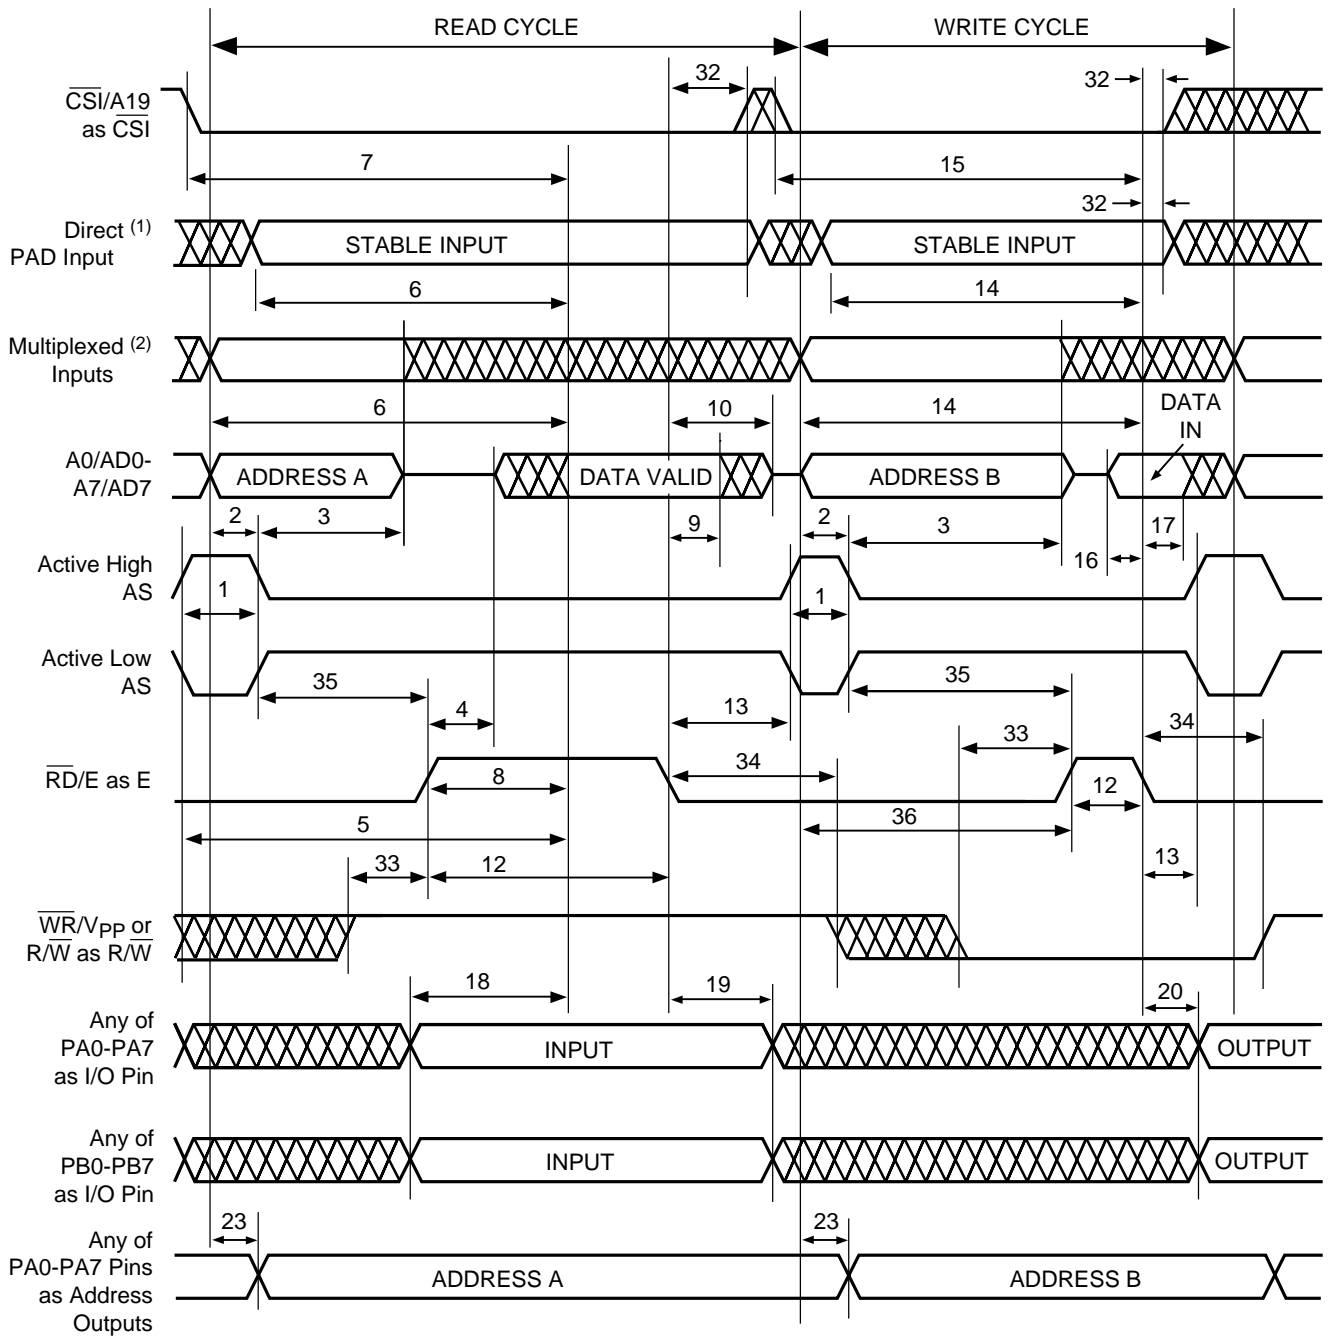 READ CYCLE WRITE CYCLE
32 32
CSI/A19
as CSI
7 15
32
Direct (1)
PAD Input
STABLE INPUT STABLE INPUT
6 14
Multiplexed (2)
Inputs
6 10 14 DATA
IN
A0/AD0-
A7/AD7
ADDRESS A DATA VALID ADDRESS B
2 3 9 2 3 16 17
Active High
AS
1 1
Active Low
AS
35 4 13 35 34
33
34
RD/E as E
8 12
5 36
33 12 13
WR/VPP or
R/W as R/W
18 19 20
Any of
PA0-PA7
as I/O Pin
INPUT OUTPUT
Any of
PB0-PB7
as I/O Pin
INPUT OUTPUT
23 23
Any of
PA0-PA7 Pins
as Address
Outputs
ADDRESS A ADDRESS B